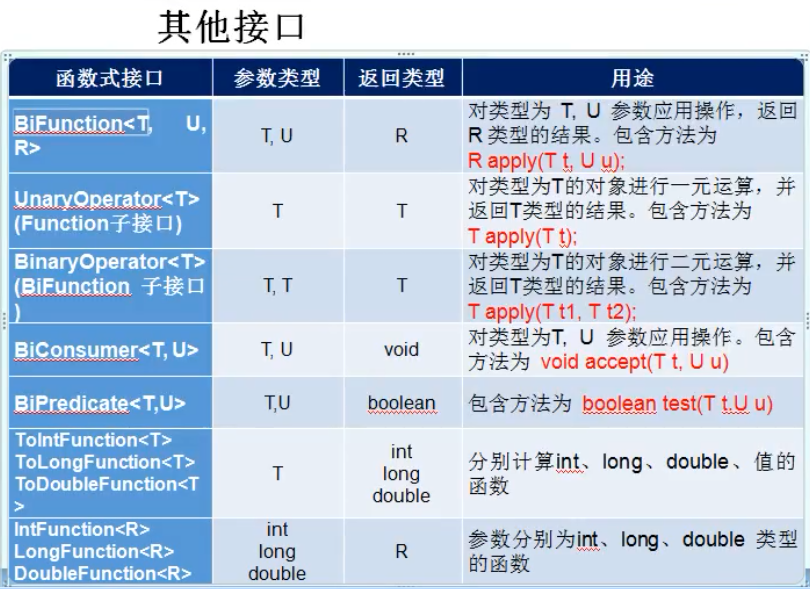 其他接口
函数式接口 参数类型 返回类型 用途
BiFunction<T, U,
R>
T, U
R
对类型为 T, U 参数应用操作，返回
R 类型的结果。包含方法为
R apply(T t, U u);
UnaryOperator<T>
(Function子接口)
T
T
对类型为T的对象进行一元运算，并
返回T类型的结果。包含方法为
T apply(T t);
BinaryOperator<T>
(BiFunction 子接口
)
T, T
T
对类型为T的对象进行二元运算，并
返回T类型的结果。包含方法为
T apply(T t1, T t2);
BiConsumer<T, U>
T, U
void
对类型为T, U 参数应用操作。包含
方法为 void accept(T t, U u)
BiPredicate<T,U>
T,U
boolean
包含方法为 boolean test(T t,U u)
ToIntFunction<T>
ToLongFunction<T>
ToDoubleFunction<T
>
T
int
long
double
分别计算int、long、double、值的
函数
IntFunction<R>
LongFunction<R>
DoubleFunction<R>
int
long
double
R
参数分别为int、long、double 类型
的函数